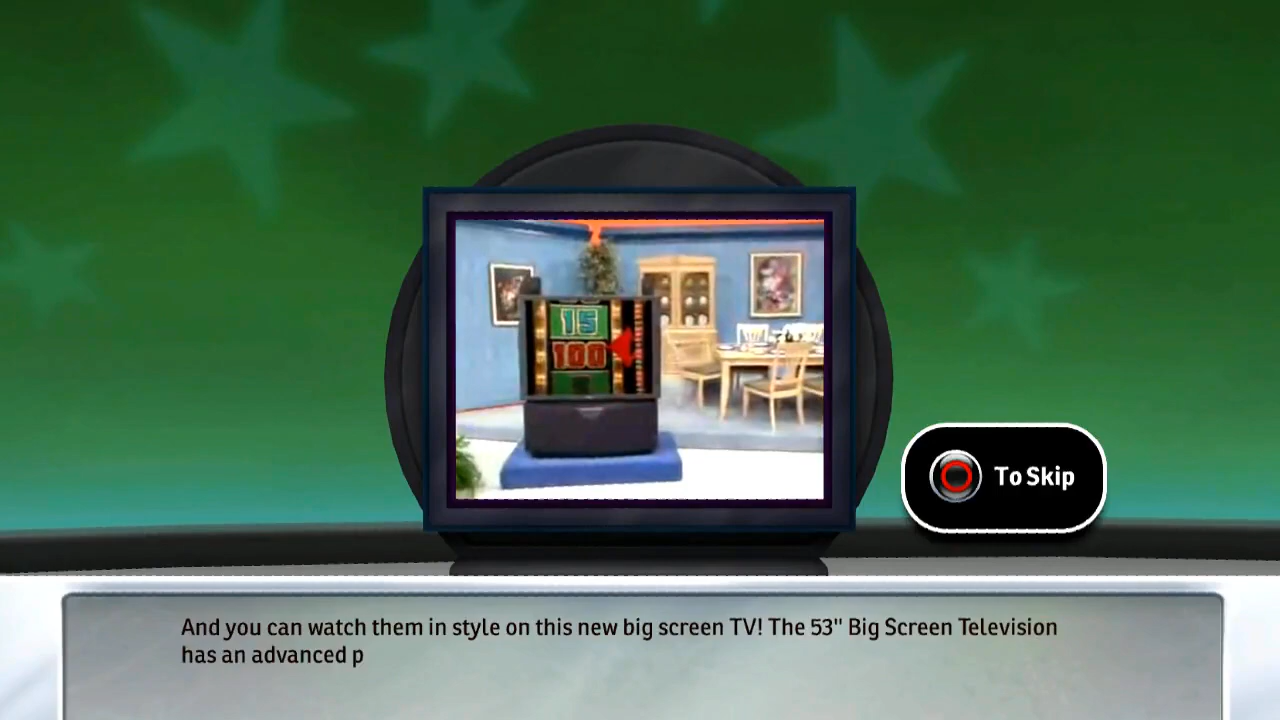 15
100
To Skip
And you can watch them in style on this new big screen TV! The 53" Big Screen Television
has an advanced p